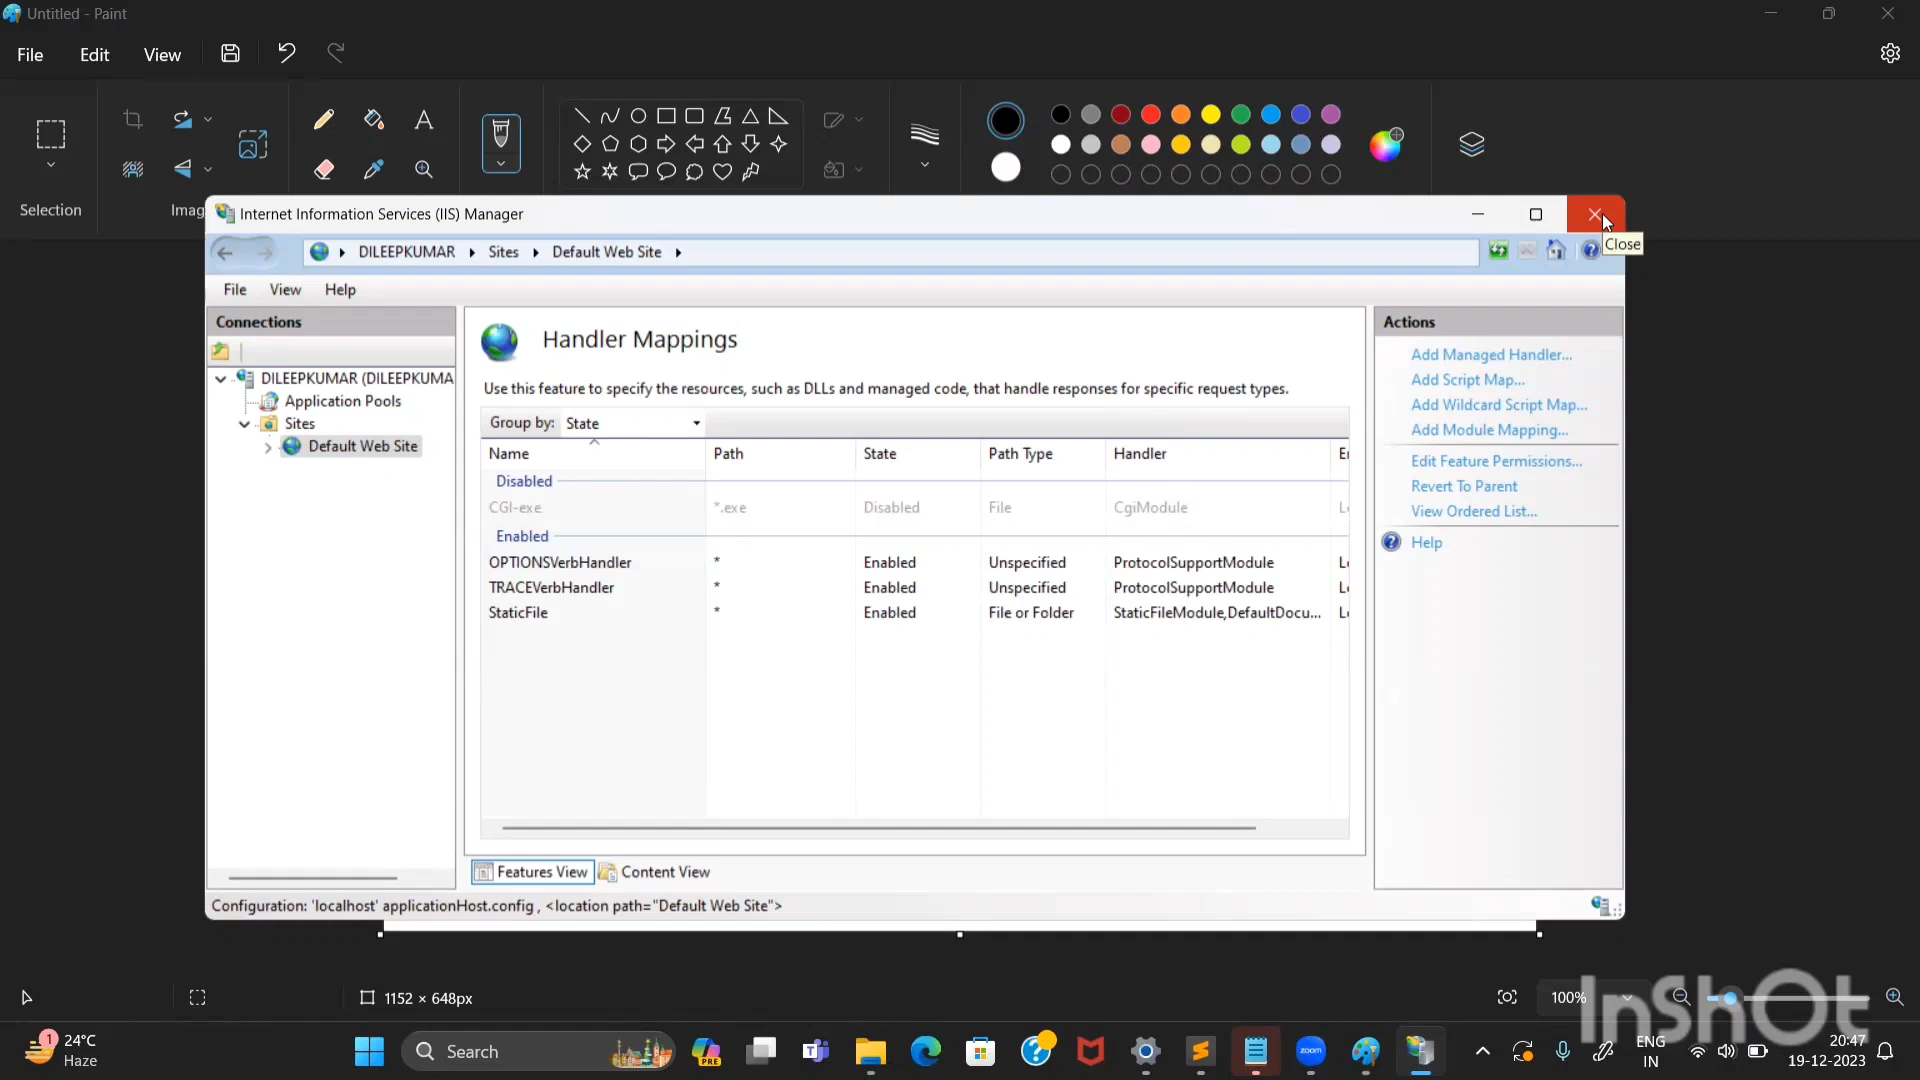 Untitled - Paint
File Edit View
Selection
Internet Information Services (IIS) Manager
Close
DILEEPKUMAR Sites Default Web Site
File View Help
Connections
DILEEPKUMAR (DILEEPKUMA
Application Pools
Sites
Default Web Site
Handler Mappings
Use this feature to specify the resources, such as DLLs and managed code, that handle responses for specific request types.
Group by: State
Name Path State Path Type Handler
Disabled
CGI-exe *.exe Disabled File CgiModule
Enabled
OPTIONSVerbHandler * Enabled Unspecified ProtocolSupportModule
TRACEVerbHandler * Enabled Unspecified ProtocolSupportModule
StaticFile * Enabled File or Folder StaticFileModule,DefaultDocu...
Features View Content View
Actions
Add Managed Handler...
Add Script Map...
Add Wildcard Script Map...
Add Module Mapping...
Edit Feature Permissions...
Revert To Parent
View Ordered List...
Help
Configuration: 'localhost' applicationHost.config , <location path="Default Web Site">
1152 × 648px
100%
InShOt
1
24°C
Haze
Search
PRE
zoom
ENG
IN
20:47
19-12-2023